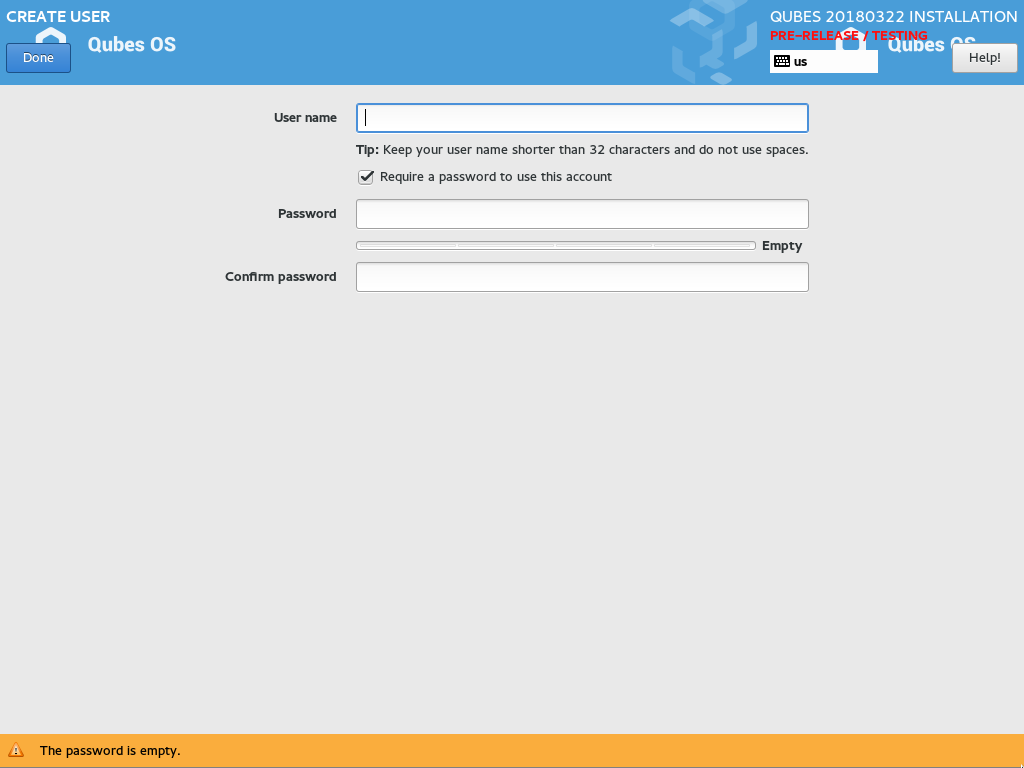 CREATE USER
Qubes OS
Done
QUBES 20180322 INSTALLATION
PRE-RELEASE / TESTING
Qubes OS
us
Help!
User name
Tip: Keep your user name shorter than 32 characters and do not use spaces.
Require a password to use this account
Password
Empty
Confirm password
The password is empty.